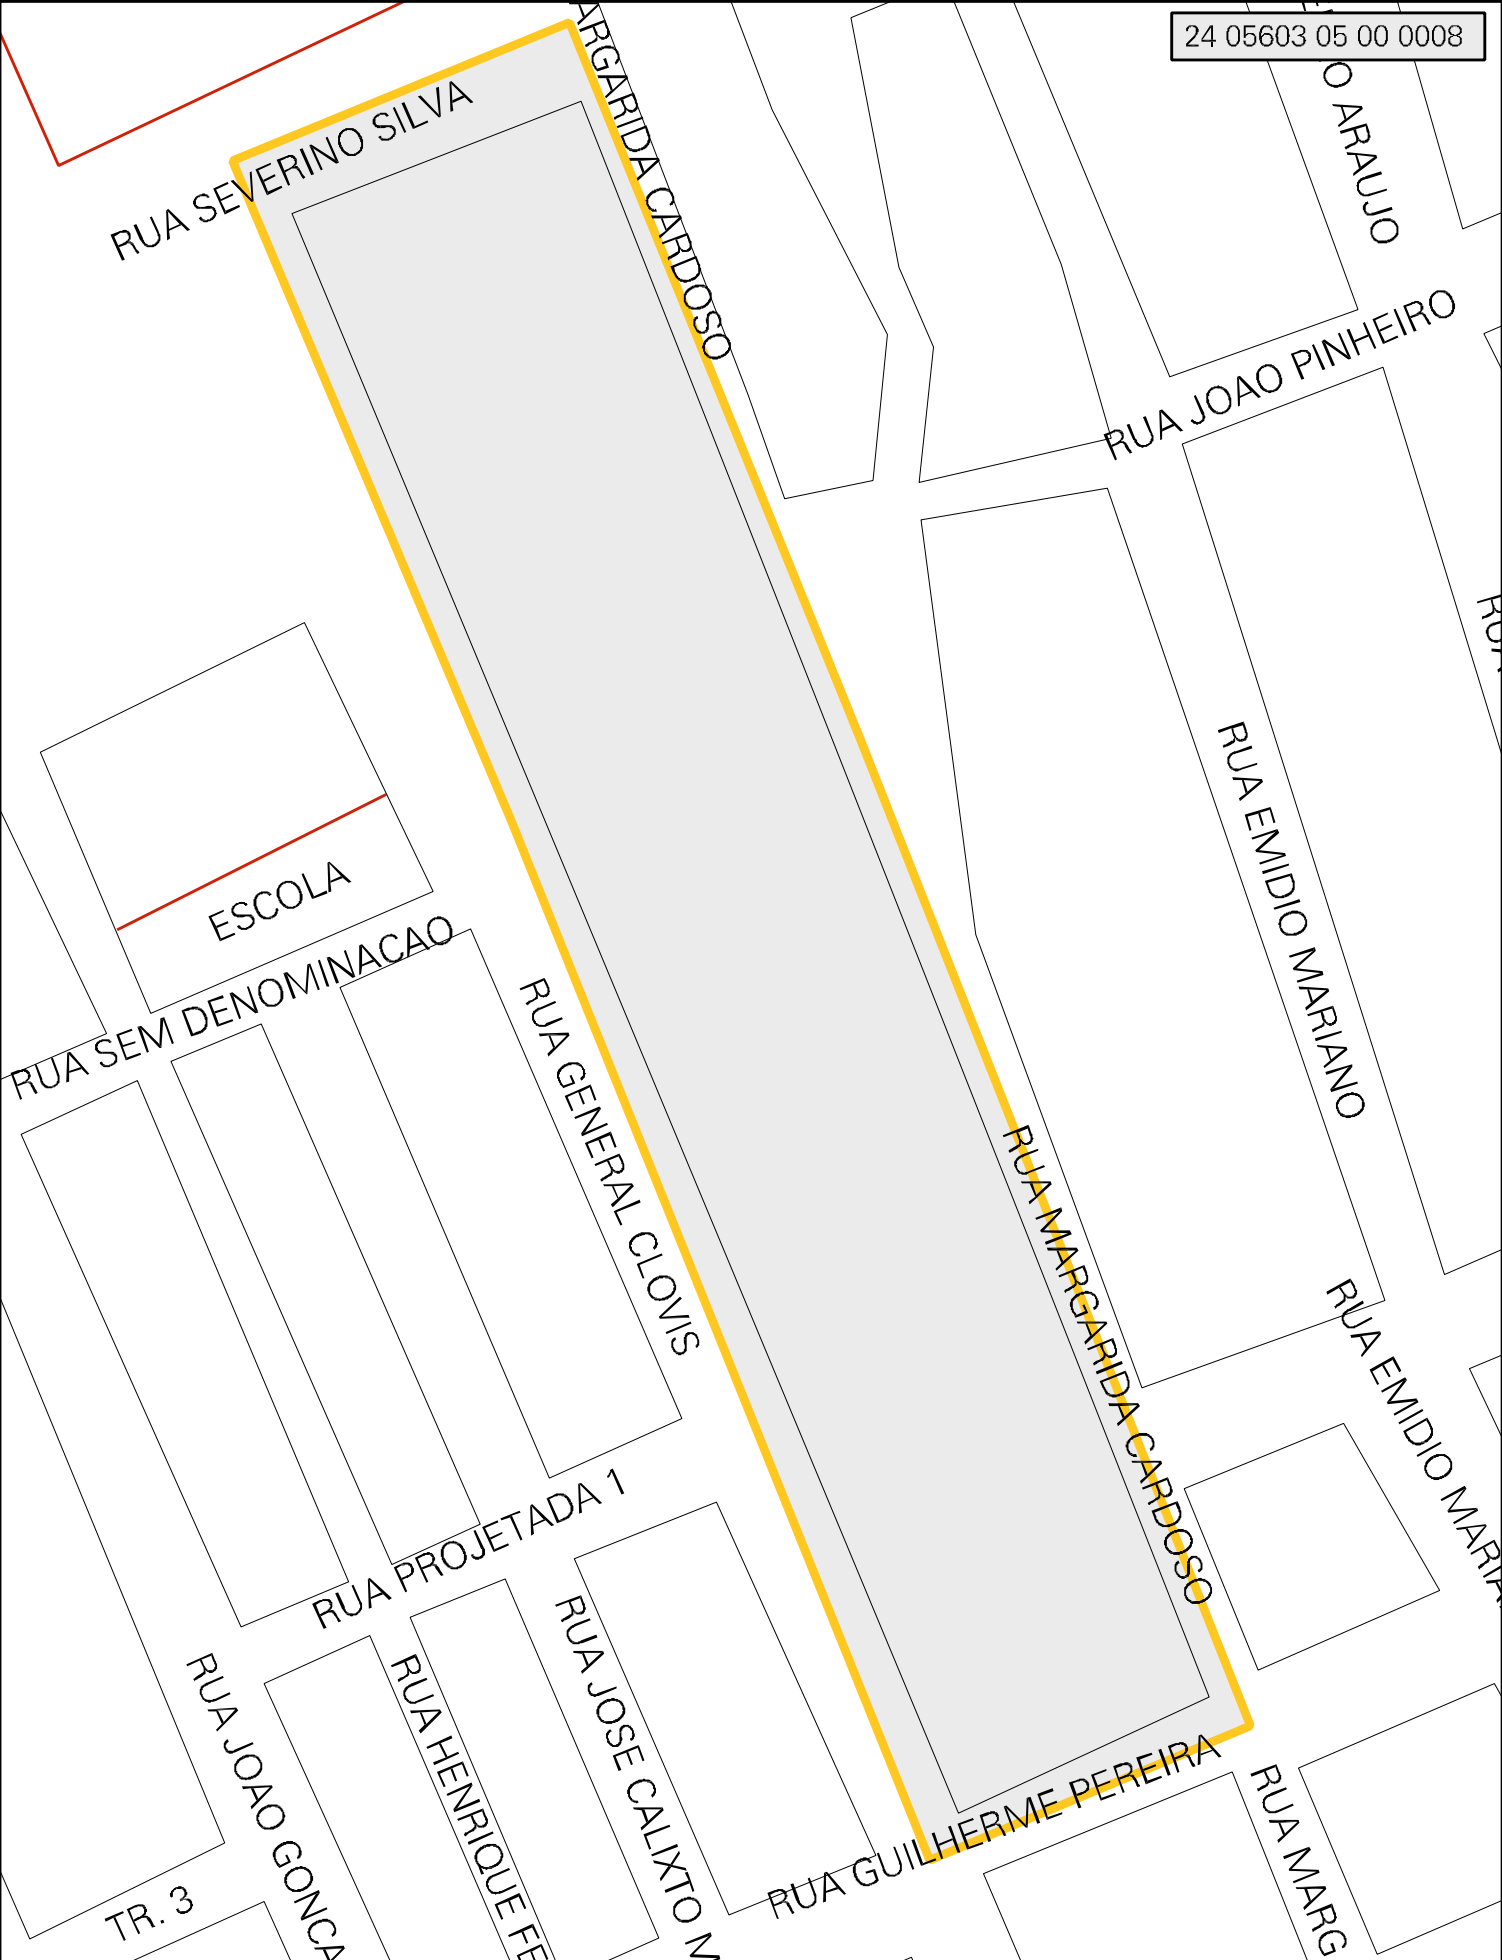 24 05603 05 00 0008
ARGARIDA CARDOSO
O ARAUJO
RUA SEVERINO SILVA
RUA JOAO PINHEIRO
RUA
ESCOLA
RUA SEM DENOMINACAO
RUA EMIDIO MARIANO
RUA GENERAL CLOVIS
RUA MARGARIDA CARDOSO
RUA EMIDIO MARIA
RUA PROJETADA 1
RUA JOAO GONCA
RUA HENRIQUE FE
RUA JOSE CALIXTO M
RUA GUILHERME PEREIRA
RUA MARG
TR. 3